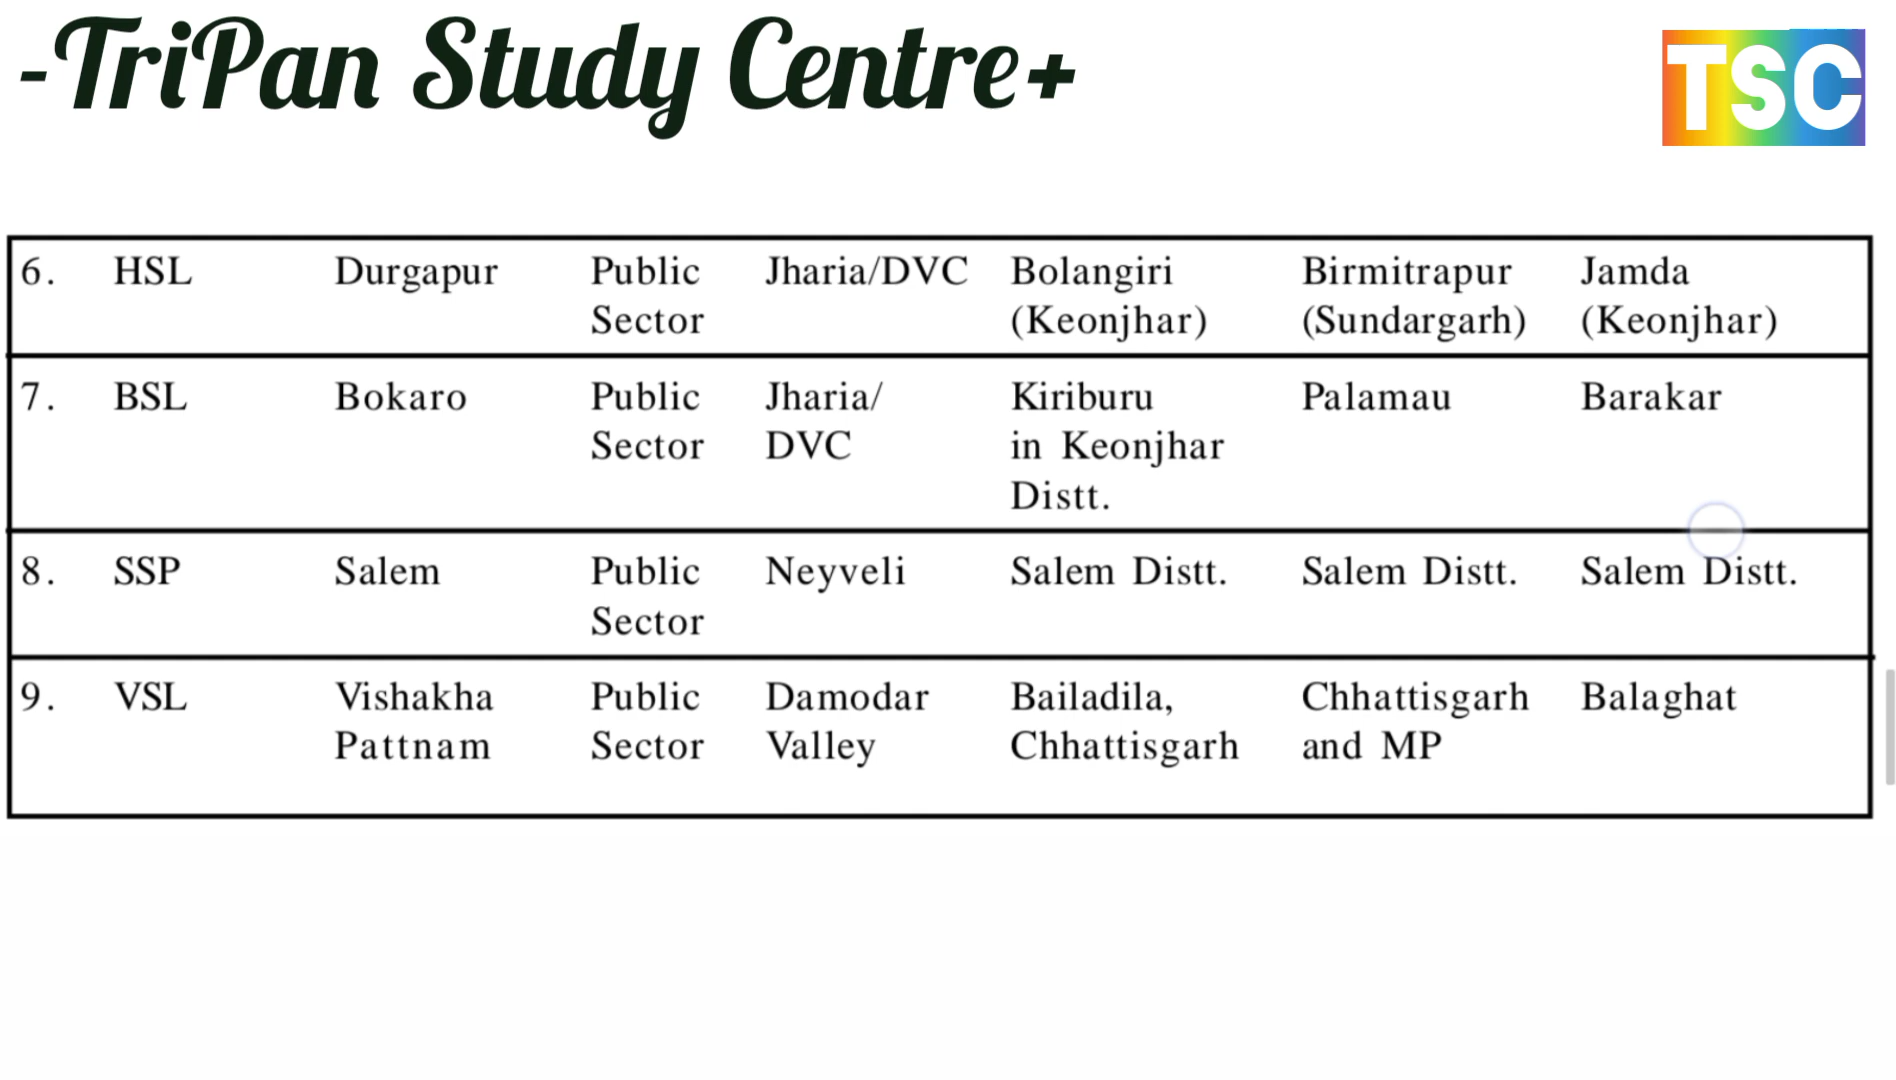 -TriPan Study Centre+
TSC
6. HSL Durgapur Public Jharia/DVC Bolangiri Birmitrapur Jamda
Sector (Keonjhar) (Sundargarh) (Keonjhar)
7. BSL Bokaro Public Jharia/ Kiriburu Palamau Barakar
Sector DVC in Keonjhar
Distt.
8. SSP Salem Public Neyveli Salem Distt. Salem Distt. Salem Distt.
Sector
9. VSL Vishakha Public Damodar Bailadila, Chhattisgarh Balaghat
Pattnam Sector Valley Chhattisgarh and MP